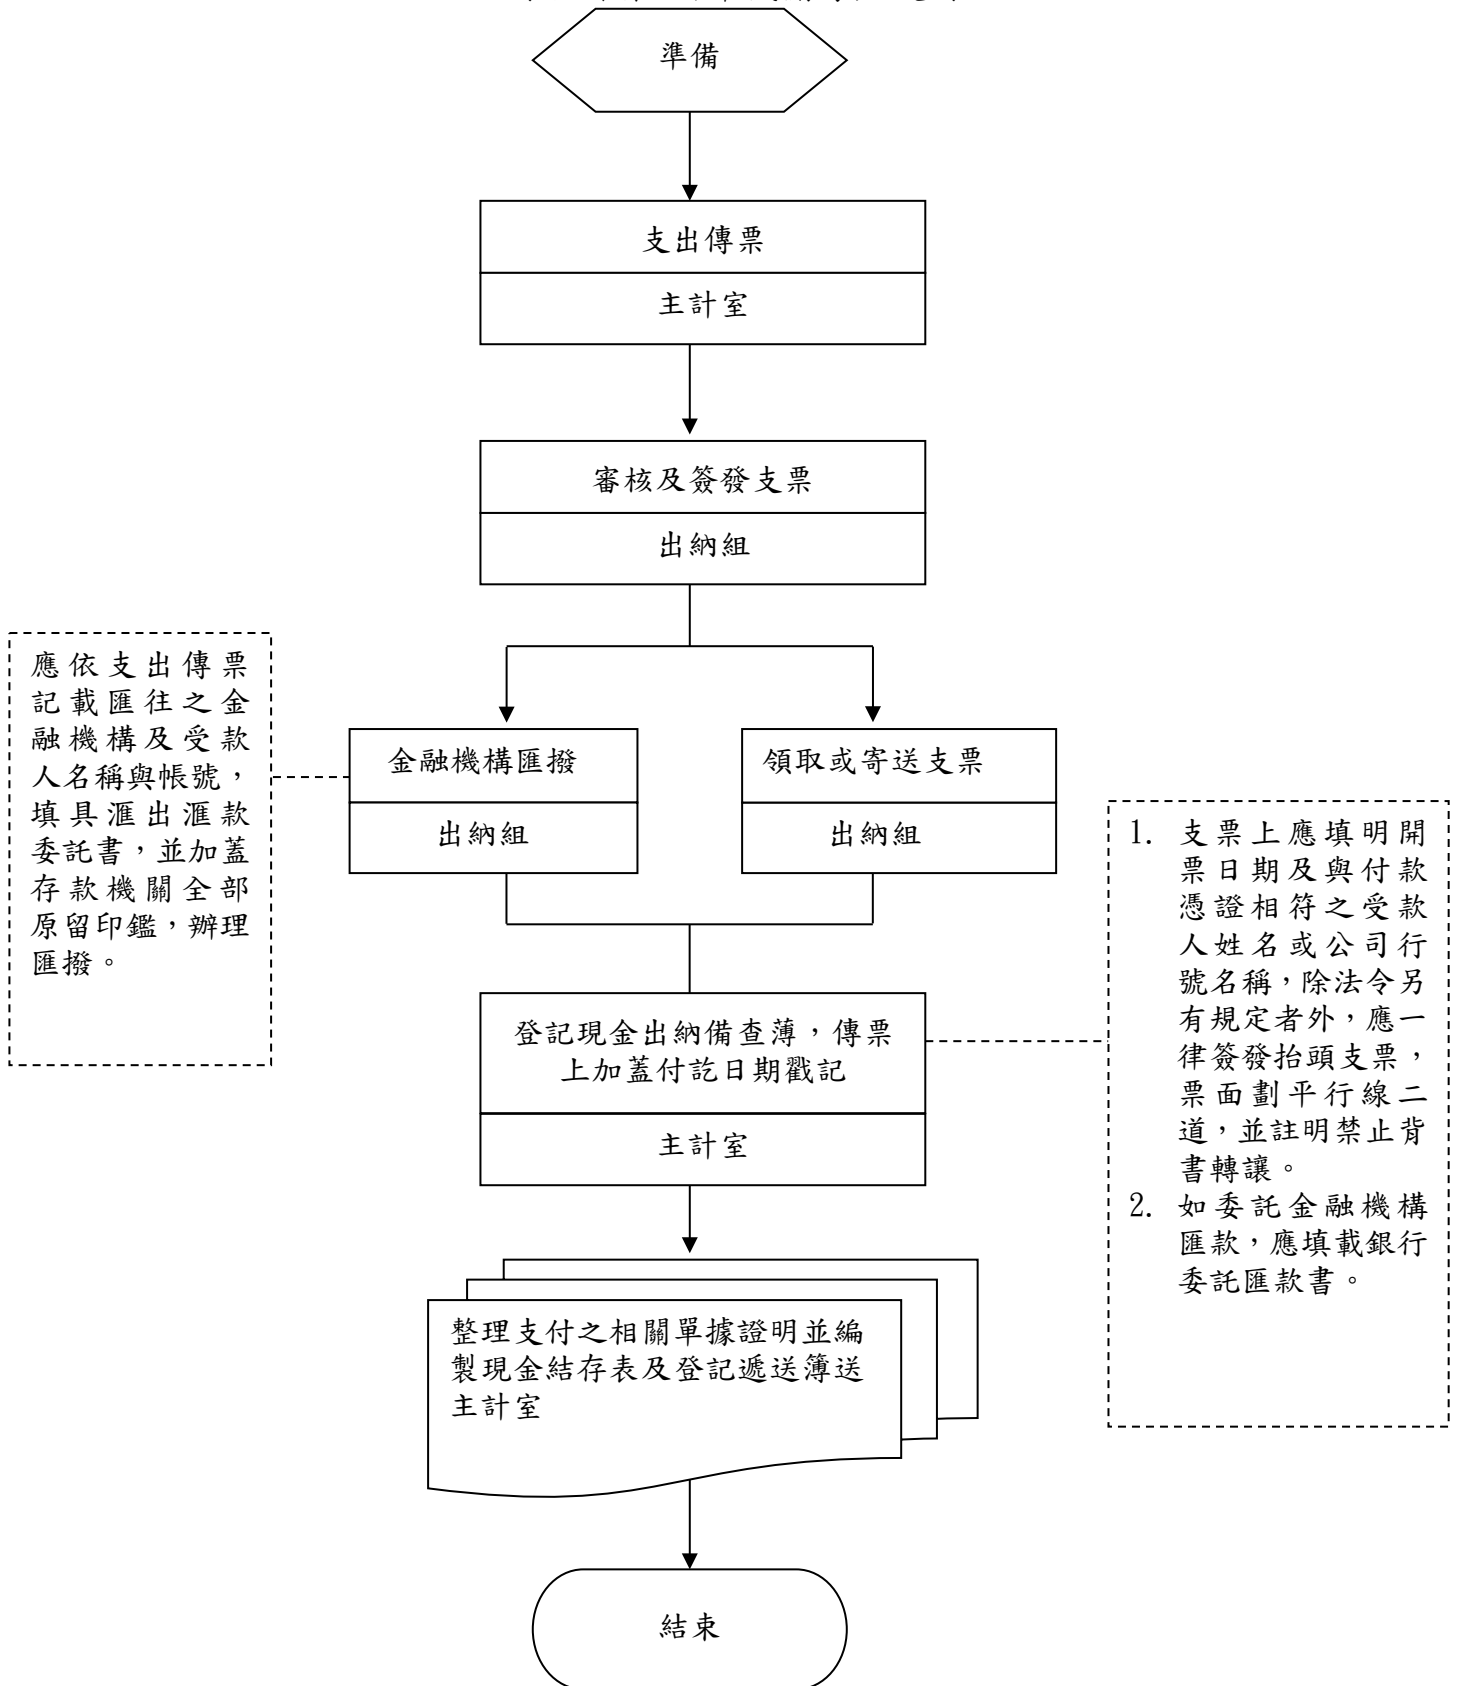 準備
支出傳票
主計室
審核及簽發支票
出納組
應依支出傳票
記載匯往之金
融機構及受款
人名稱與帳號，
填具滙出滙款
委託書，並加蓋
存款機關全部
原留印鑑，辦理
匯撥。
金融機構匯撥
出納組
領取或寄送支票
出納組
1. 支票上應填明開
票日期及與付款
憑證相符之受款
人姓名或公司行
號名稱，除法令另
有規定者外，應一
律簽發抬頭支票，
票面劃平行線二
道，並註明禁止背
書轉讓。
2. 如委託金融機構
匯款，應填載銀行
委託匯款書。
登記現金出納備查薄，傳票
上加蓋付訖日期戳記
主計室
整理支付之相關單據證明並編
製現金結存表及登記遞送簿送
主計室
結束